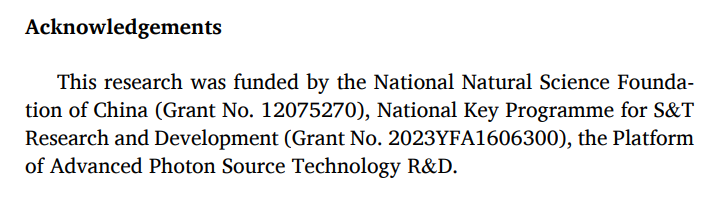 Acknowledgements
This research was funded by the National Natural Science Founda-
tion of China (Grant No. 12075270), National Key Programme for S&T
Research and Development (Grant No. 2023YFA1606300), the Platform
of Advanced Photon Source Technology R&D.